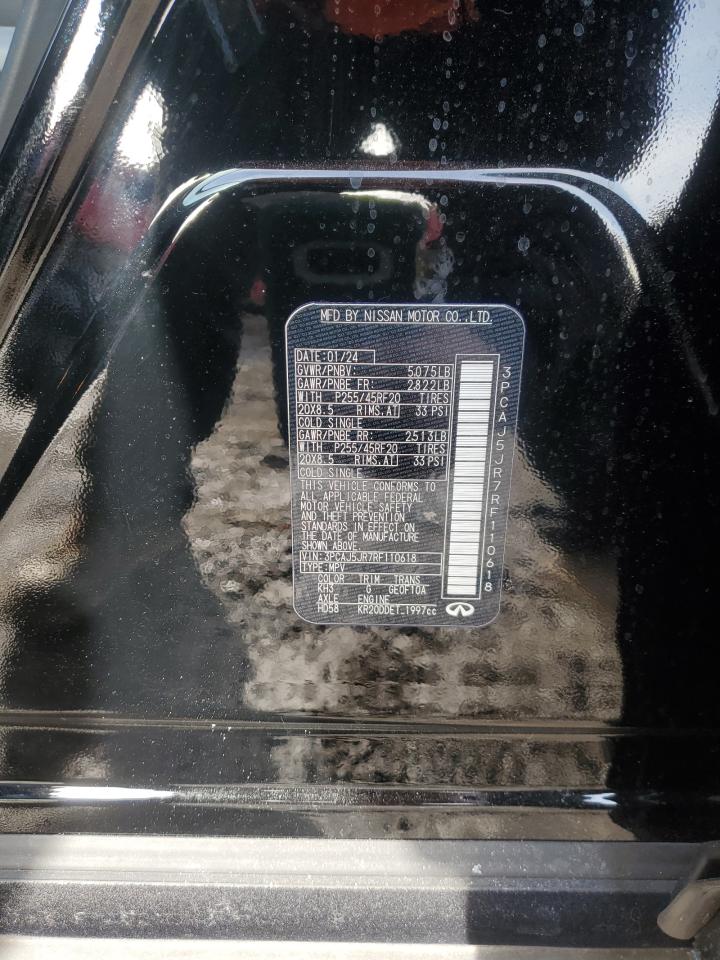 MFD BY NISSAN MOTOR CO.,LTD.
DATE:01/24
GVWR/PNBV: 5075LB
GAWR/PNBE FR: 2822LB
WITH P255/45RF20 TIRES
20X8.5 RIMS.AT 33 PSI
COLD SINGLE
GAWR/PNBE RR: 2513LB
WITH P255/45RF20 TIRES
20X8.5 RIMS.AT 33 PSI
COLD SINGLE
THIS VEHICLE CONFORMS TO
ALL APPLICABLE FEDERAL
MOTOR VEHICLE SAFETY
AND THEFT PREVENTION
STANDARDS IN EFFECT ON
THE DATE OF MANUFACTURE
SHOWN ABOVE.
VIN: 3PCAJ5JR7RF110618
TYPE:MPV
COLOR TRIM TRANS
KH3 G GE0F10A
AXLE ENGINE
HD58 KR20DDET 1997cc
3PCAJ5JR7RF110618